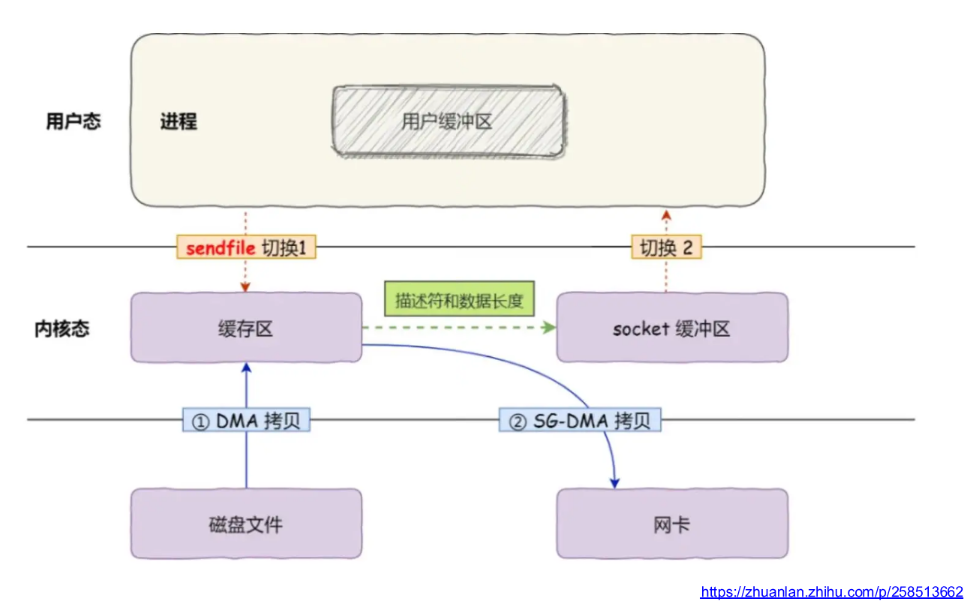 用户态
进程
用户缓冲区
sendfile 切换1
切换 2
描述符和数据长度
内核态
缓存区
socket 缓冲区
① DMA 拷贝
② SG-DMA 拷贝
磁盘文件
网卡
https://zhuanlan.zhihu.com/p/258513662